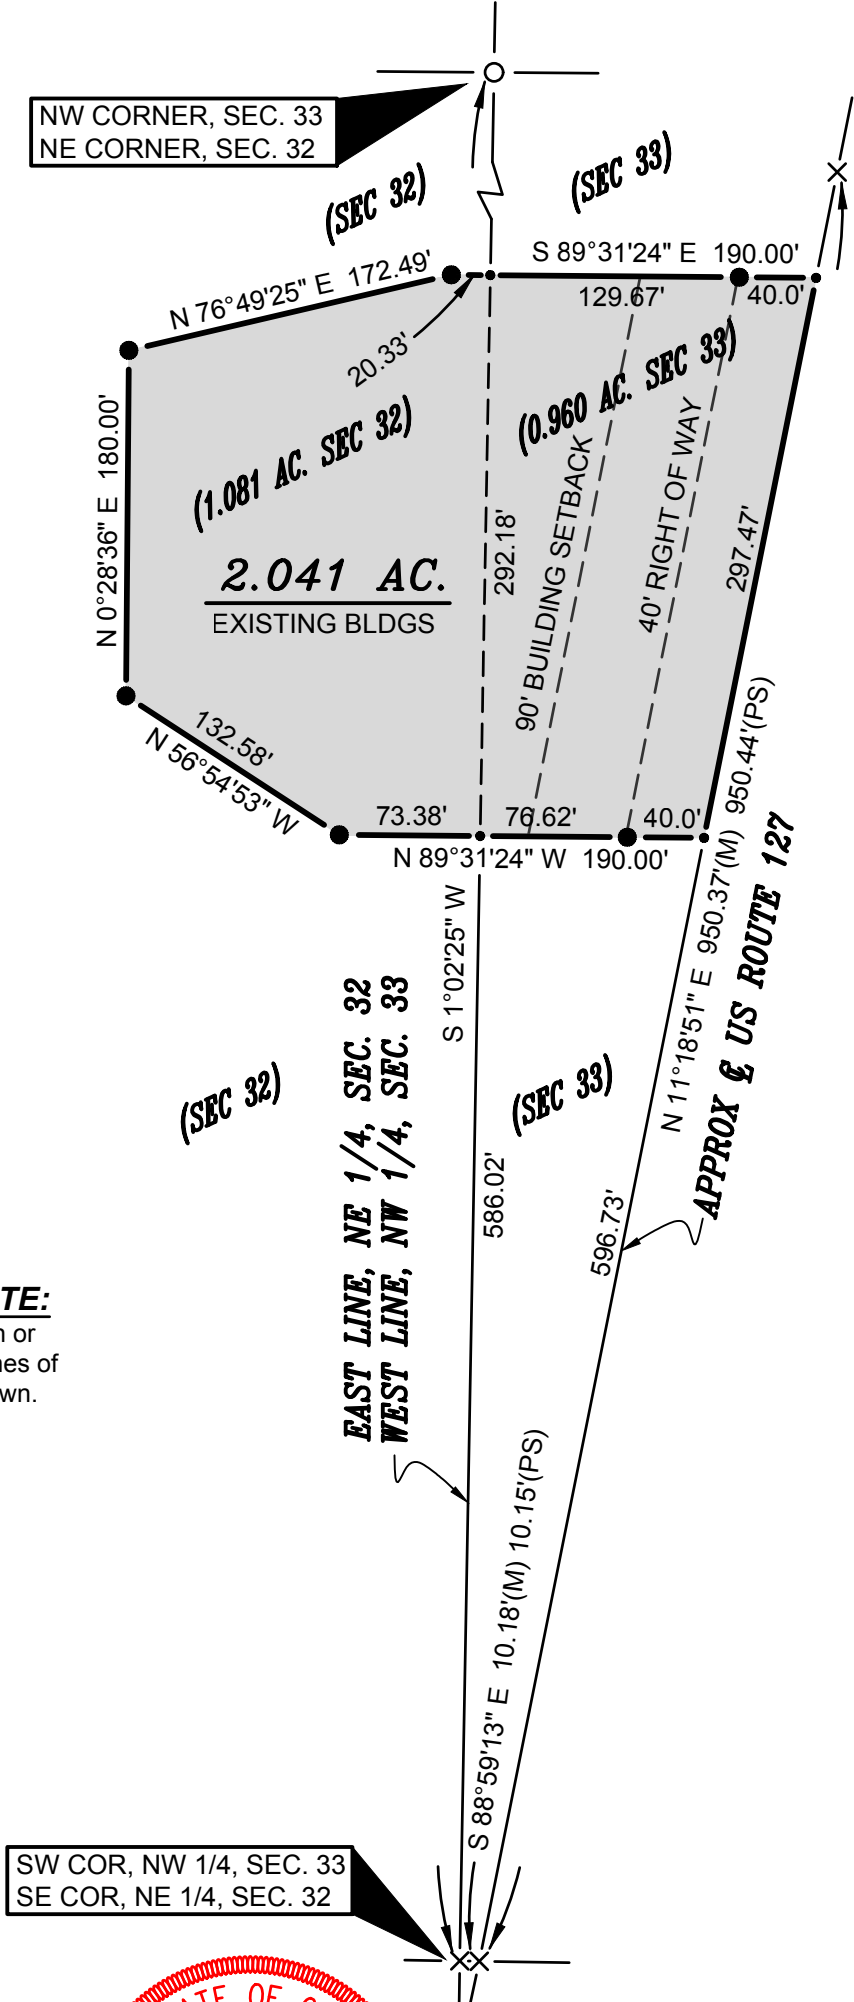 NW CORNER, SEC. 33
NE CORNER, SEC. 32
(SEC 32)
(SEC 33)
S 89°31'24" E 190.00'
N 76°49'25" E 172.49'
129.67'
40.0'
20.33'
(0.960 AC. SEC 33)
(1.081 AC. SEC 32)
N 0°28'36" E 180.00'
2.041 AC.
EXISTING BLDGS
292.18'
90' BUILDING SETBACK
40' RIGHT OF WAY
297.47'
132.58'
N 56°54'53" W
73.38'
76.62'
40.0'
N 89°31'24" W 190.00'
S 1°02'25" W
N 11°18'51" E 950.37'(M) 950.44'(PS)
APPROX ℄ US ROUTE 127
EAST LINE, NE 1/4, SEC. 32
WEST LINE, NW 1/4, SEC. 33
(SEC 32)
(SEC 33)
586.02'
596.73'
TE:
or
nes of
wn.
S 88°59'13" E 10.18'(M) 10.15'(PS)
SW COR, NW 1/4, SEC. 33
SE COR, NE 1/4, SEC. 32
ATE OF